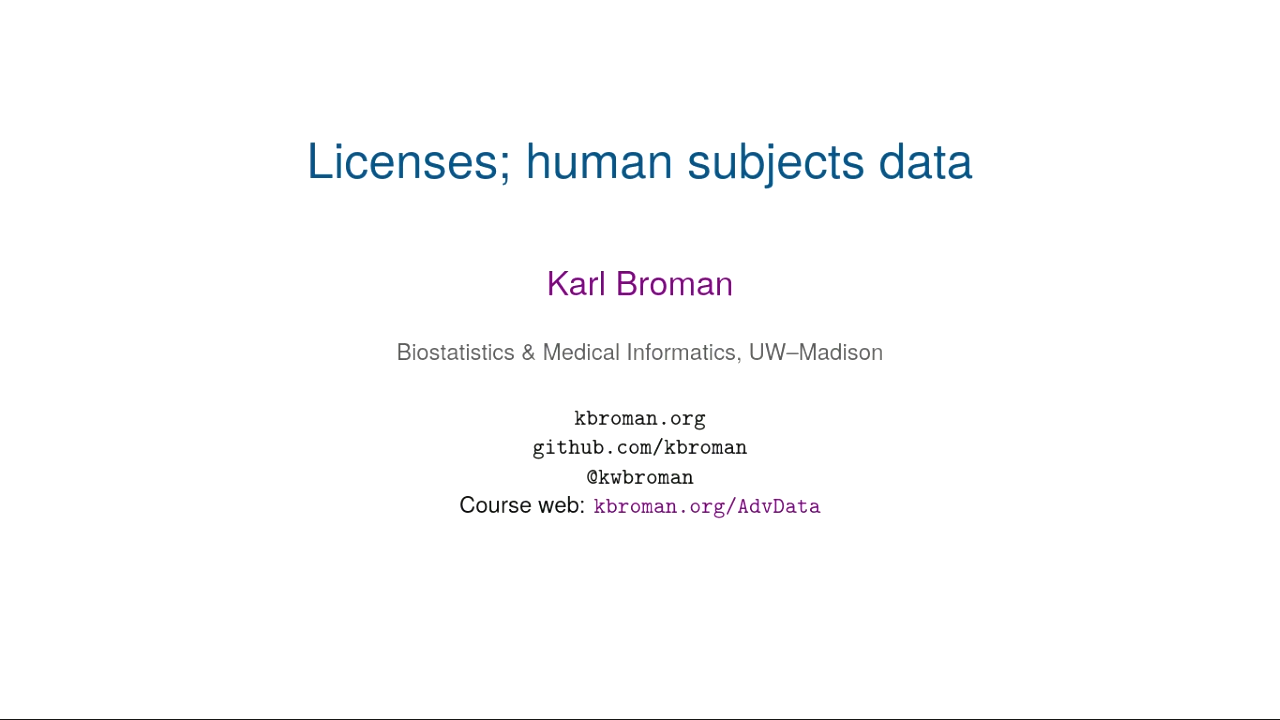 Licenses; human subjects data
Karl Broman
Biostatistics & Medical Informatics, UW–Madison
kbroman.org
github.com/kbroman
@kwbroman
Course web: kbroman.org/AdvData